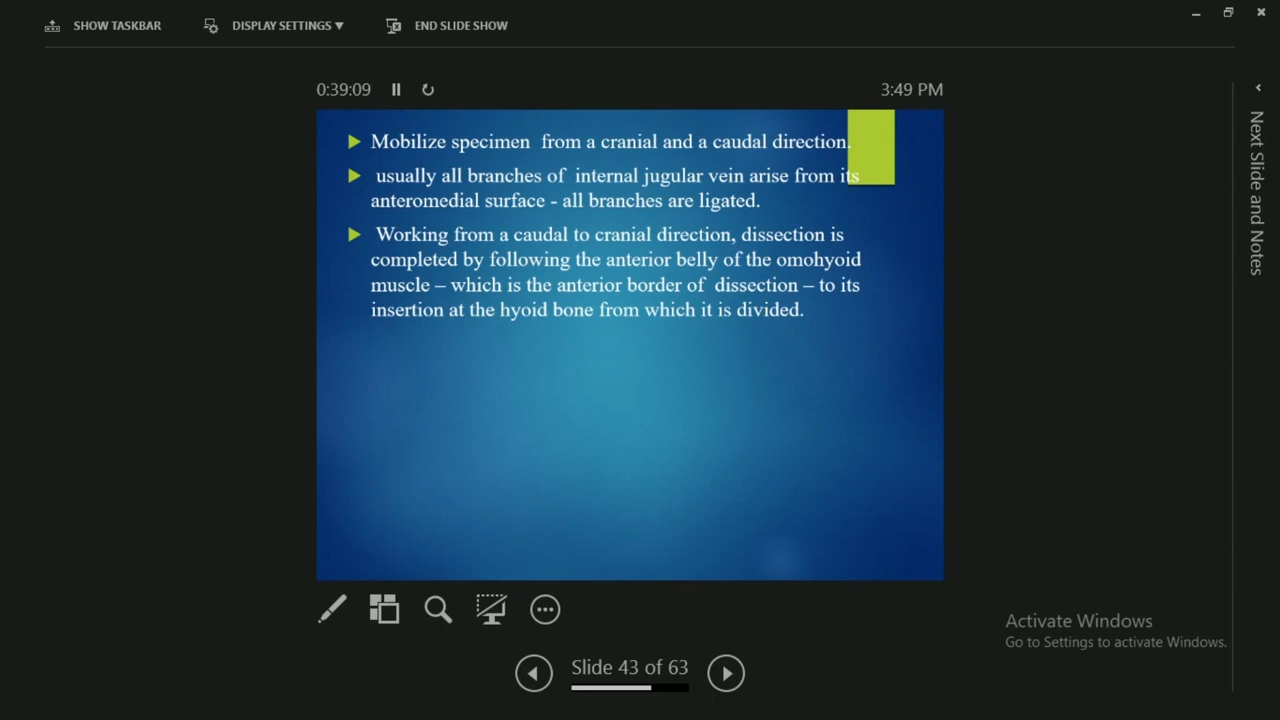 SHOW TASKBAR
DISPLAY SETTINGS
END SLIDE SHOW
0:39:09
3:49 PM
Mobilize specimen from a cranial and a caudal direction.
usually all branches of internal jugular vein arise from its
anteromedial surface - all branches are ligated.
Working from a caudal to cranial direction, dissection is
completed by following the anterior belly of the omohyoid
muscle – which is the anterior border of dissection – to its
insertion at the hyoid bone from which it is divided.
Next Slide and Notes
Activate Windows
Go to Settings to activate Windows.
Slide 43 of 63